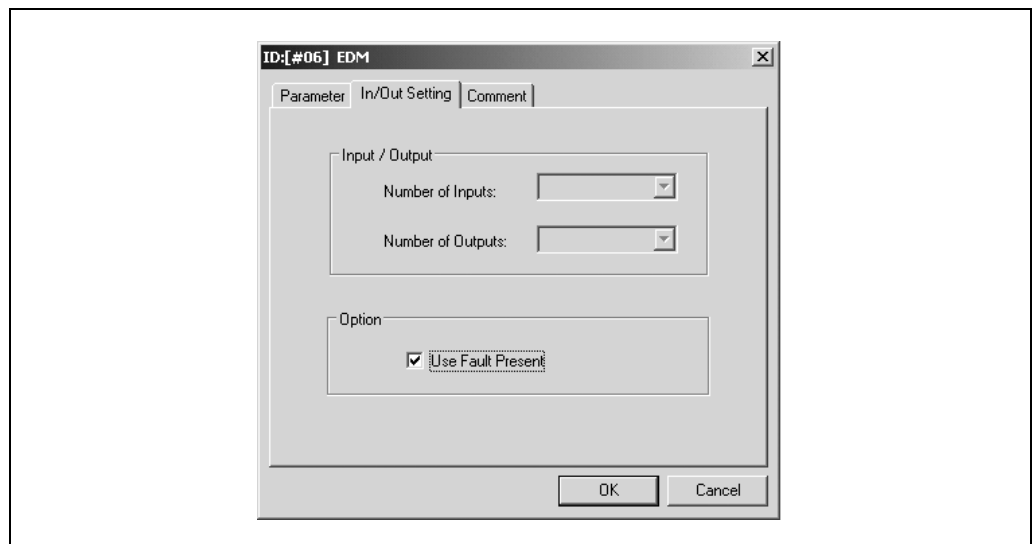 ID:[#06] EDM
Parameter In/Out Setting Comment
Input / Output
Number of Inputs:
Number of Outputs:
Option
Use Fault Present
OK Cancel